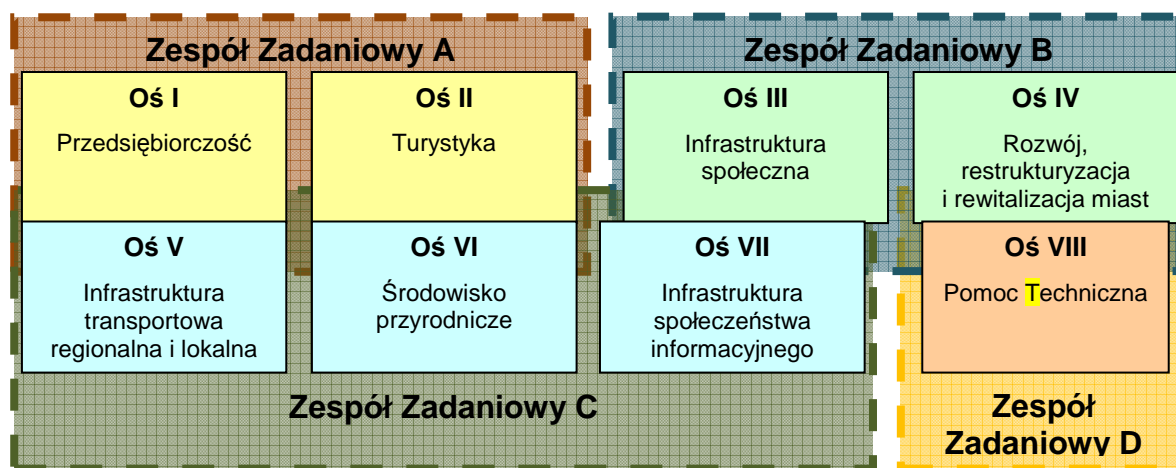 Zespół Zadaniowy A
Zespół Zadaniowy B
Oś I
Przedsiębiorczość
Oś II
Turystyka
Oś III
Infrastruktura
społeczna
Oś IV
Rozwój,
restrukturyzacja
i rewitalizacja miast
Oś V
Infrastruktura
transportowa
regionalna i lokalna
Oś VI
Środowisko
przyrodnicze
Oś VII
Infrastruktura
społeczeństwa
informacyjnego
Oś VIII
Pomoc Techniczna
Zespół Zadaniowy C
Zespół
Zadaniowy D